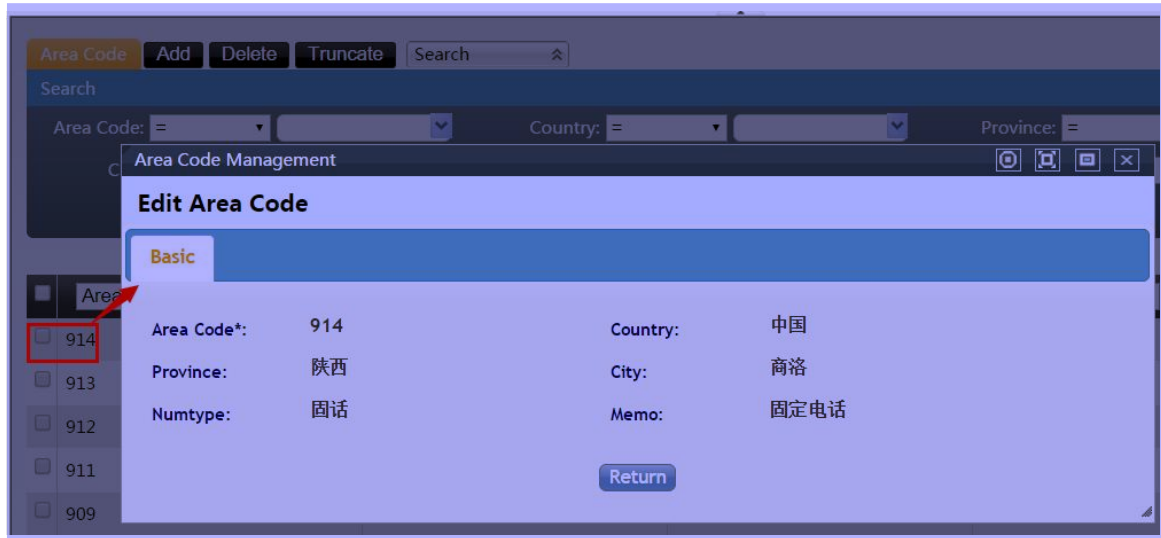 Area Code Add Delete Truncate Search
Search
Area Code: = Country: = Province: =
C
Area Code Management
Edit Area Code
Basic
Area
914
913
912
911
909
Area Code*: 914 Country: 中国
Province: 陕西 City: 商洛
Numtype: 固话 Memo: 固定电话
Return